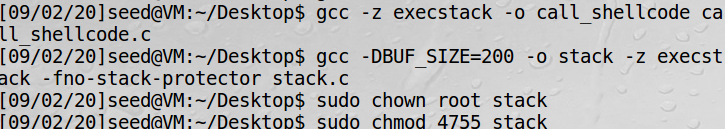 [09/02/20]seed@VM:~/Desktop$ gcc -z execstack -o call_shellcode ca
ll_shellcode.c
[09/02/20]seed@VM:~/Desktop$ gcc -DBUF_SIZE=200 -o stack -z execst
ack -fno-stack-protector stack.c
[09/02/20]seed@VM:~/Desktop$ sudo chown root stack
[09/02/20]seed@VM:~/Desktop$ sudo chmod 4755 stack